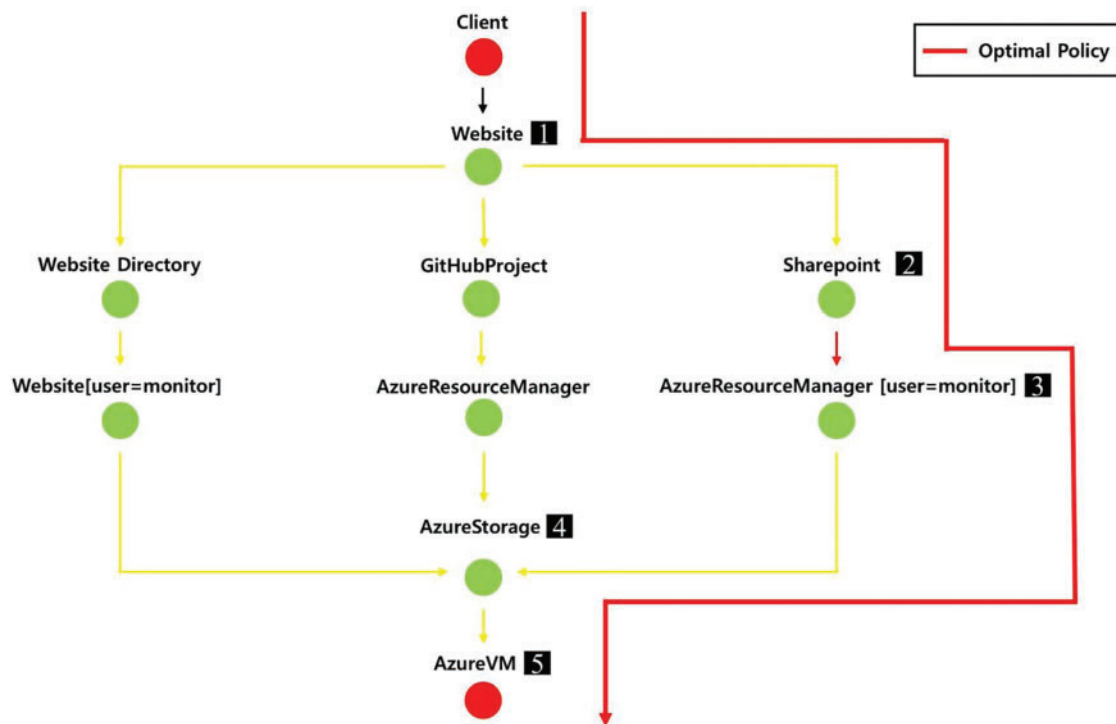 Client
Optimal Policy
Website 1
Website Directory
GitHubProject
Sharepoint 2
Website[user=monitor]
AzureResourceManager
AzureResourceManager [user=monitor] 3
AzureStorage 4
AzureVM 5